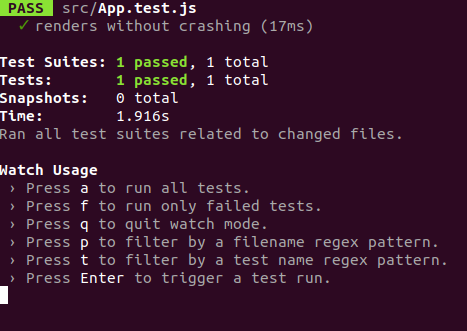 PASS src/App.test.js
✓ renders without crashing (17ms)
Test Suites: 1 passed, 1 total
Tests: 1 passed, 1 total
Snapshots: 0 total
Time: 1.916s
Ran all test suites related to changed files.
Watch Usage
› Press a to run all tests.
› Press f to run only failed tests.
› Press q to quit watch mode.
› Press p to filter by a filename regex pattern.
› Press t to filter by a test name regex pattern.
› Press Enter to trigger a test run.